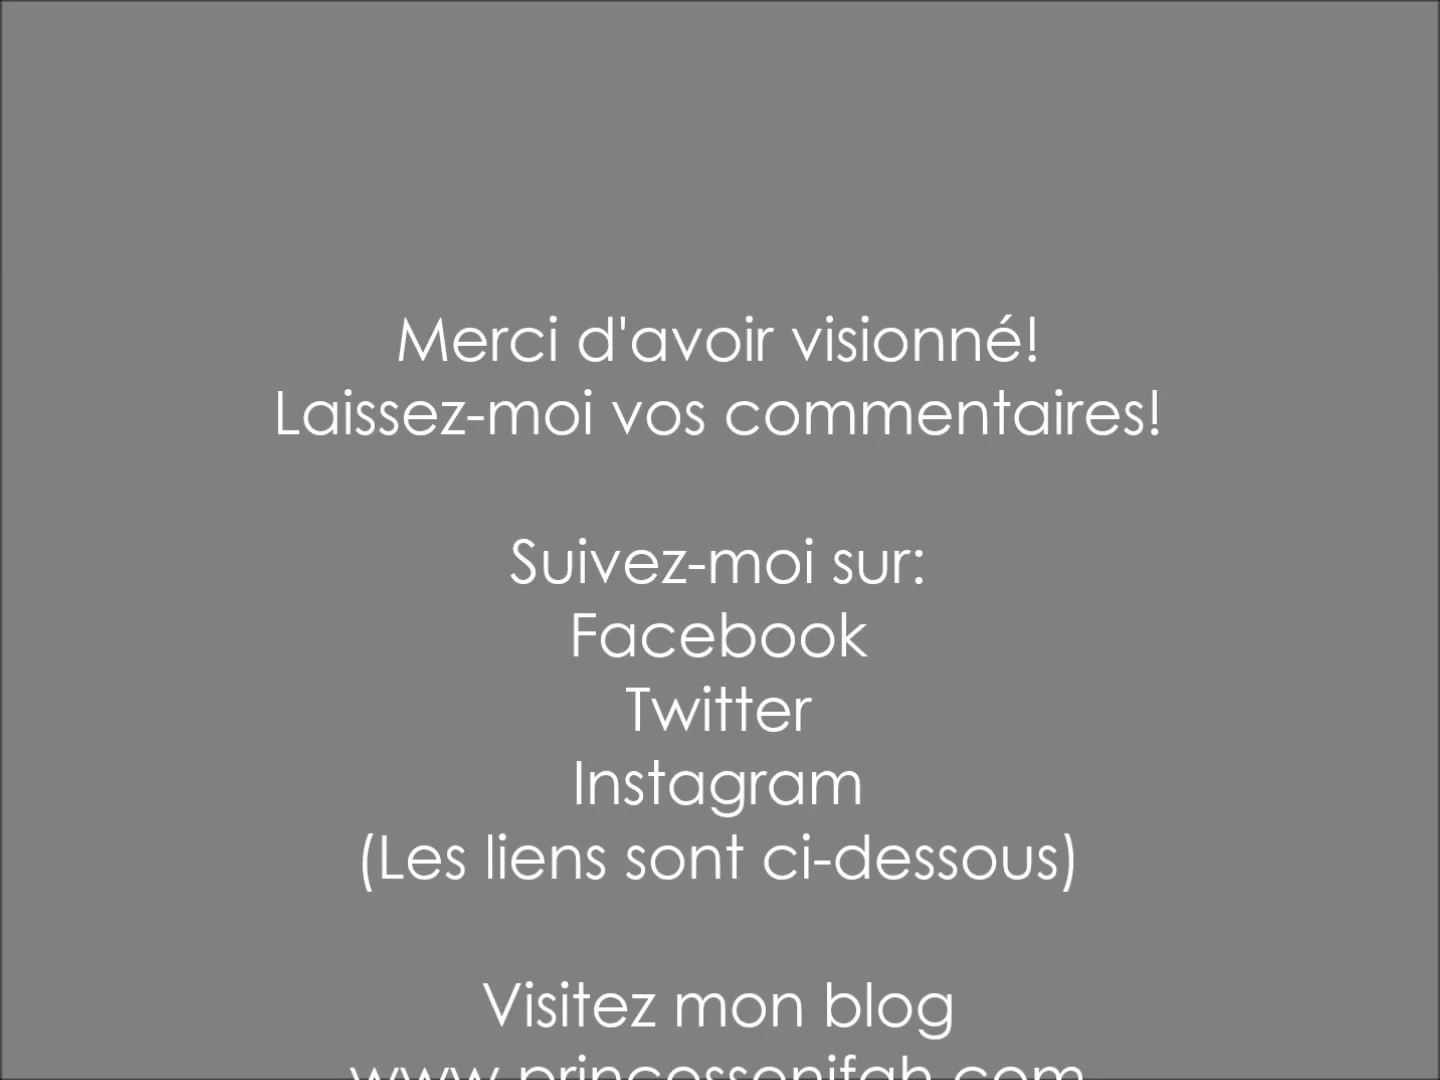 Merci d'avoir visionné!
Laissez-moi vos commentaires!
Suivez-moi sur:
Facebook
Twitter
Instagram
(Les liens sont ci-dessous)
Visitez mon blog